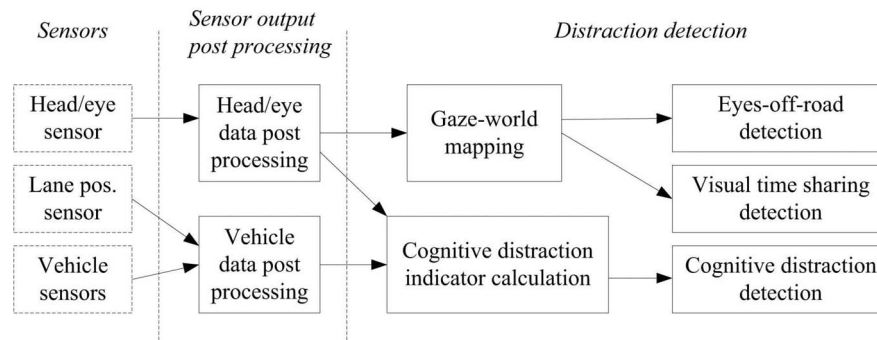 Sensors
Sensor output
post processing
Distraction detection
Head/eye
sensor
Head/eye
data post
processing
Gaze-world
mapping
Eyes-off-road
detection
Lane pos.
sensor
Visual time sharing
detection
Vehicle
sensors
Vehicle
data post
processing
Cognitive distraction
indicator calculation
Cognitive distraction
detection